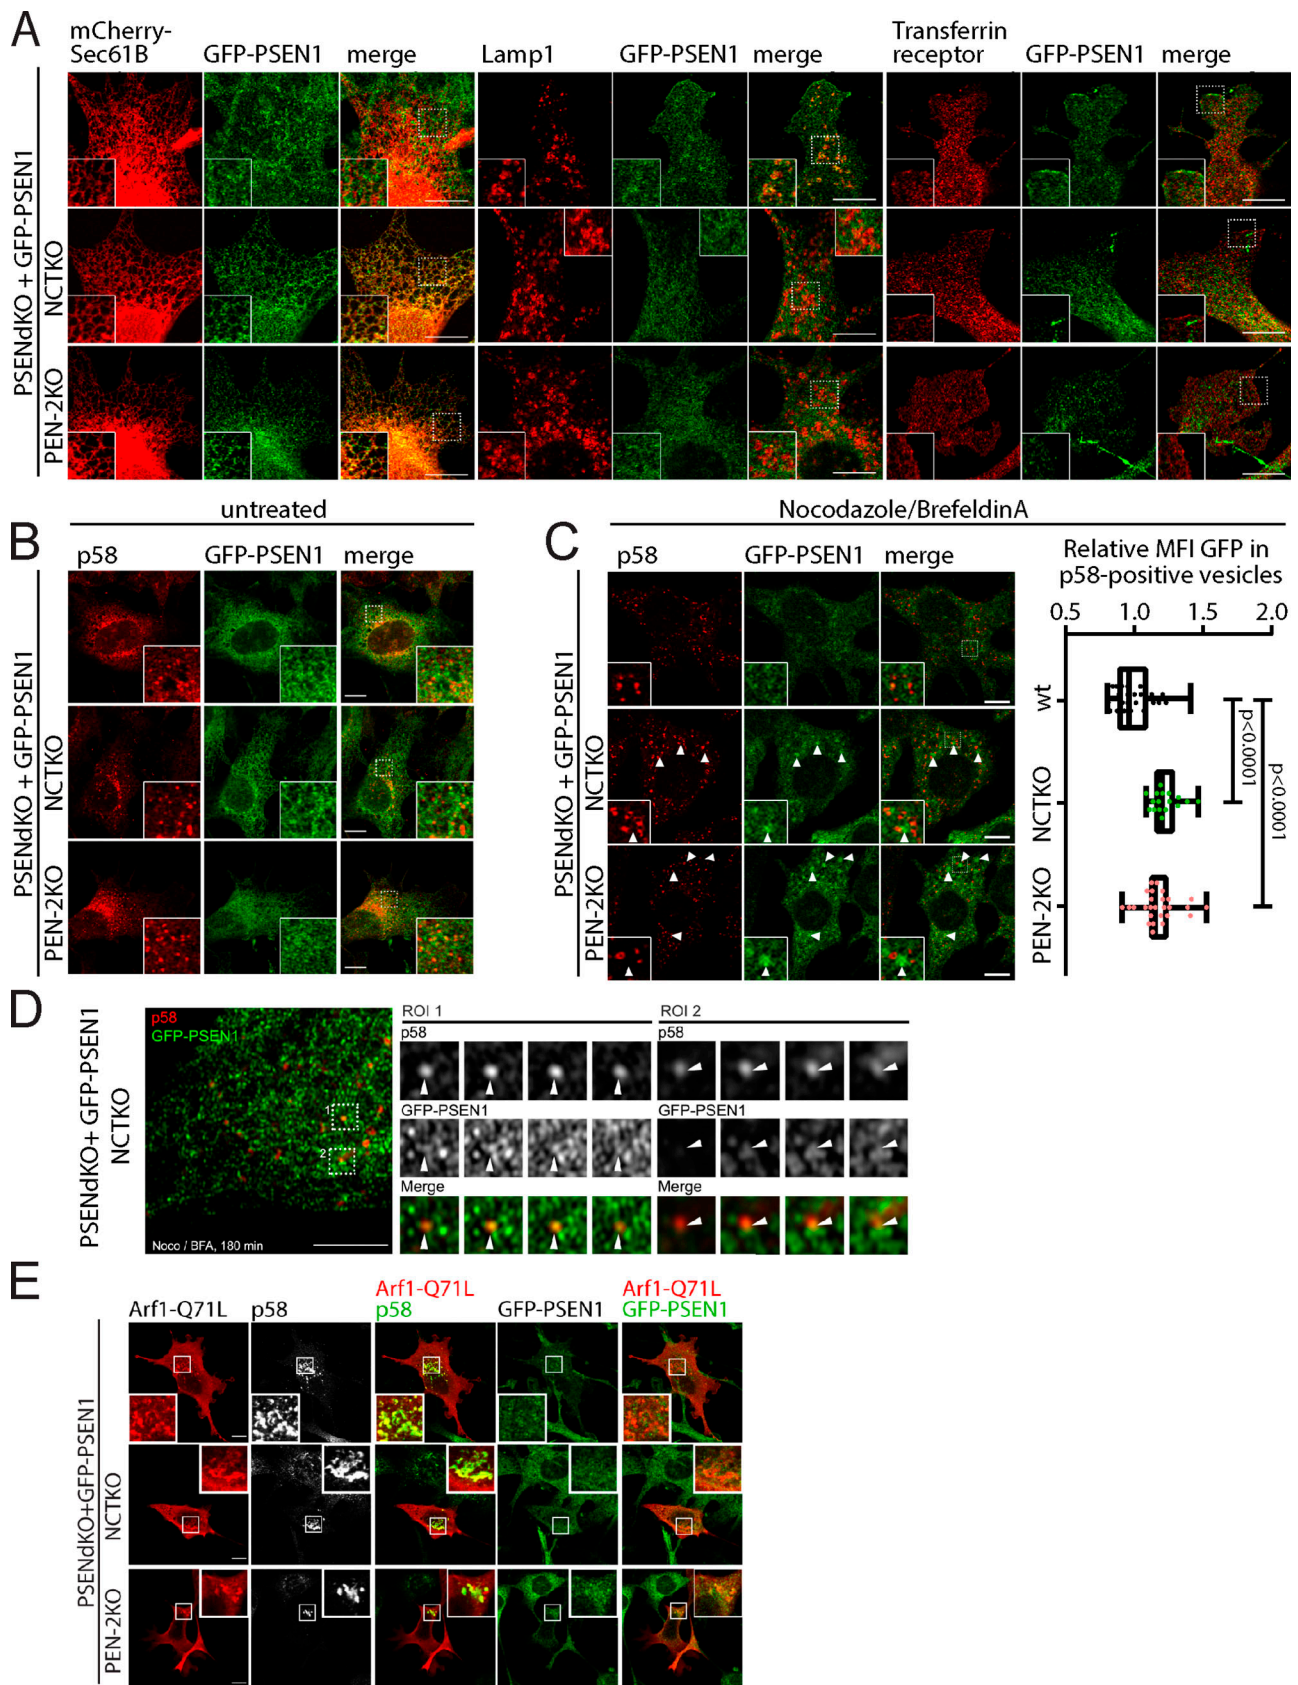 A
mCherry-
Sec61B
GFP-PSEN1
merge
Lamp1
GFP-PSEN1
merge
Transferrin
receptor
GFP-PSEN1
merge
PSENdKO + GFP-PSEN1
NCTKO
PEN-2KO
B
untreated
p58
GFP-PSEN1
merge
PSENdKO + GFP-PSEN1
NCTKO
PEN-2KO
C
Nocodazole/BrefeldinA
p58
GFP-PSEN1
merge
PSENdKO + GFP-PSEN1
NCTKO
PEN-2KO
Relative MFI GFP in
p58-positive vesicles
0.5
1.0
1.5
2.0
wt
NCTKO
PEN-2KO
p<0.0001
p<0.0001
D
PSENdKO+ GFP-PSEN1
NCTKO
p58
GFP-PSEN1
1
2
Noco / BFA, 180 min
ROI 1
p58
GFP-PSEN1
Merge
ROI 2
p58
GFP-PSEN1
Merge
E
Arf1-Q71L
p58
Arf1-Q71L
p58
GFP-PSEN1
Arf1-Q71L
GFP-PSEN1
PSENdKO+GFP-PSEN1
NCTKO
PEN-2KO